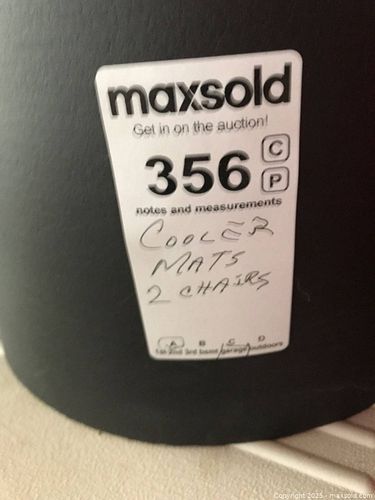 maxsold
Get in on the auction!
356 C
P
notes and measurements
COOLER
MATS
2 CHAIRS
A B C D
1st 2nd 3rd bsmt garage outdoors
Copyright 2025 - maxsold.com